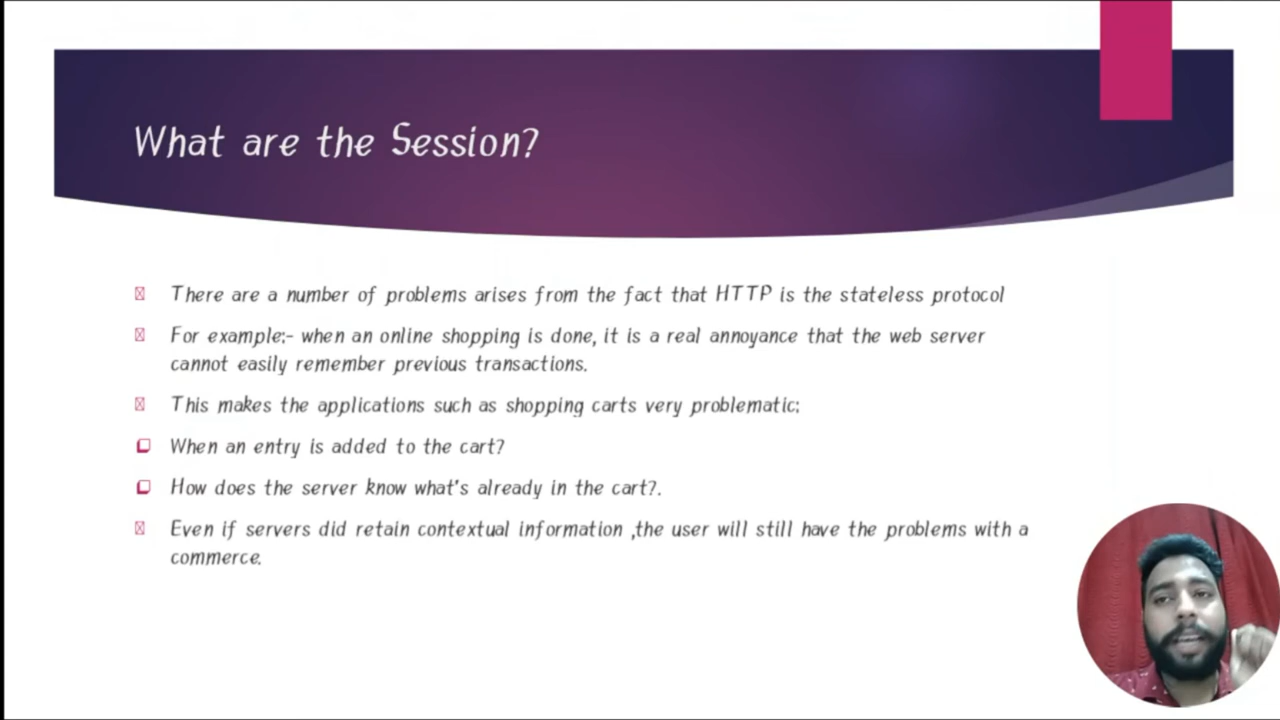 What are the Session?
There are a number of problems arises from the fact that HTTP is the stateless protocol
For example:- when an online shopping is done, it is a real annoyance that the web server
cannot easily remember previous transactions.
This makes the applications such as shopping carts very problematic:
When an entry is added to the cart?
How does the server know what's already in the cart?.
Even if servers did retain contextual information ,the user will still have the problems with a
commerce.